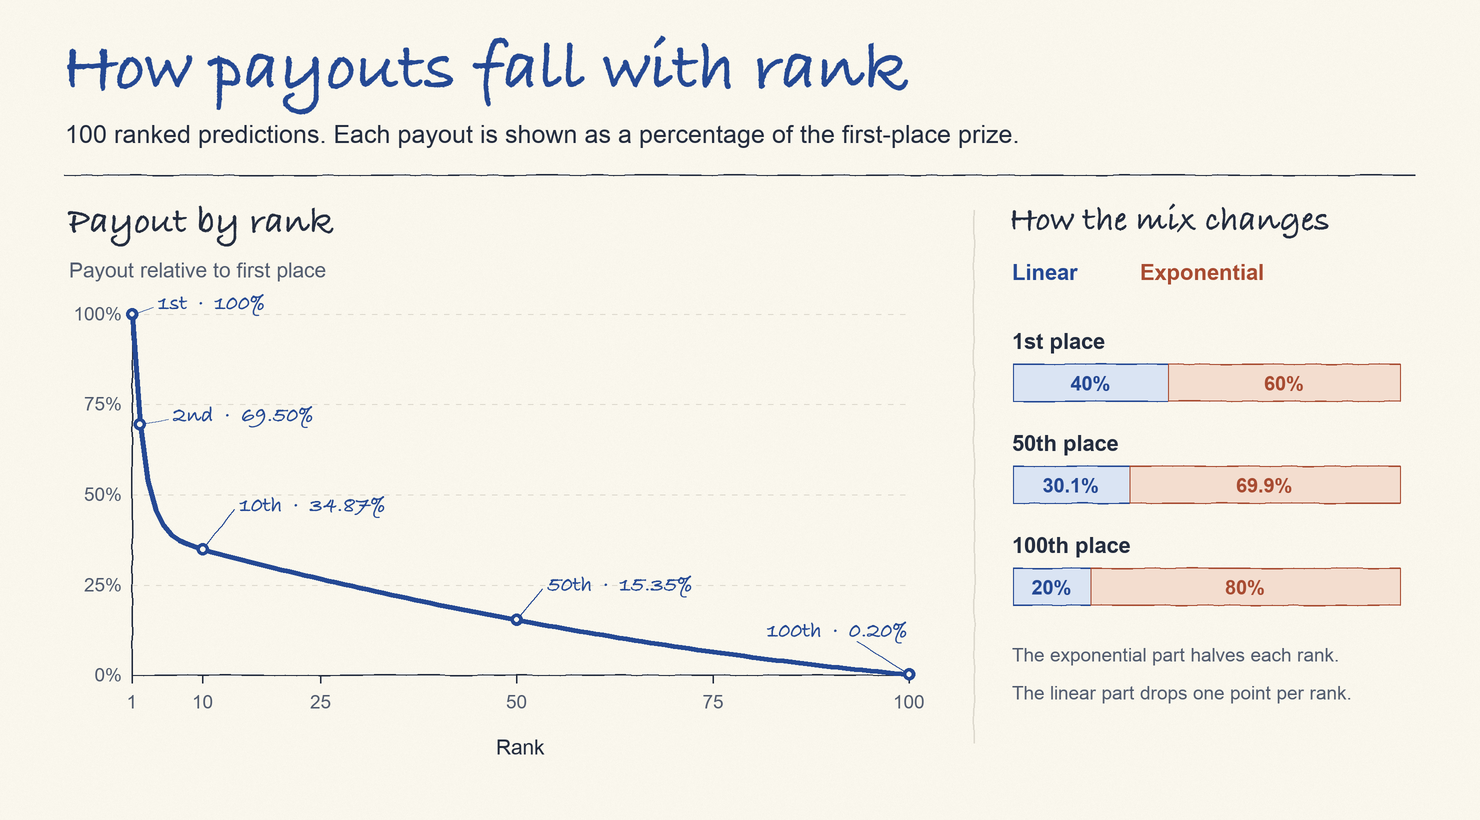 How payouts fall with rank
100 ranked predictions. Each payout is shown as a percentage of the first-place prize.
Payout by rank
Payout relative to first place
100%
75%
50%
25%
0%
1st · 100%
2nd · 69.50%
10th · 34.87%
50th · 15.35%
100th · 0.20%
1 10 25 50 75 100
Rank
How the mix changes
Linear Exponential
1st place
40% 60%
50th place
30.1% 69.9%
100th place
20% 80%
The exponential part halves each rank.
The linear part drops one point per rank.